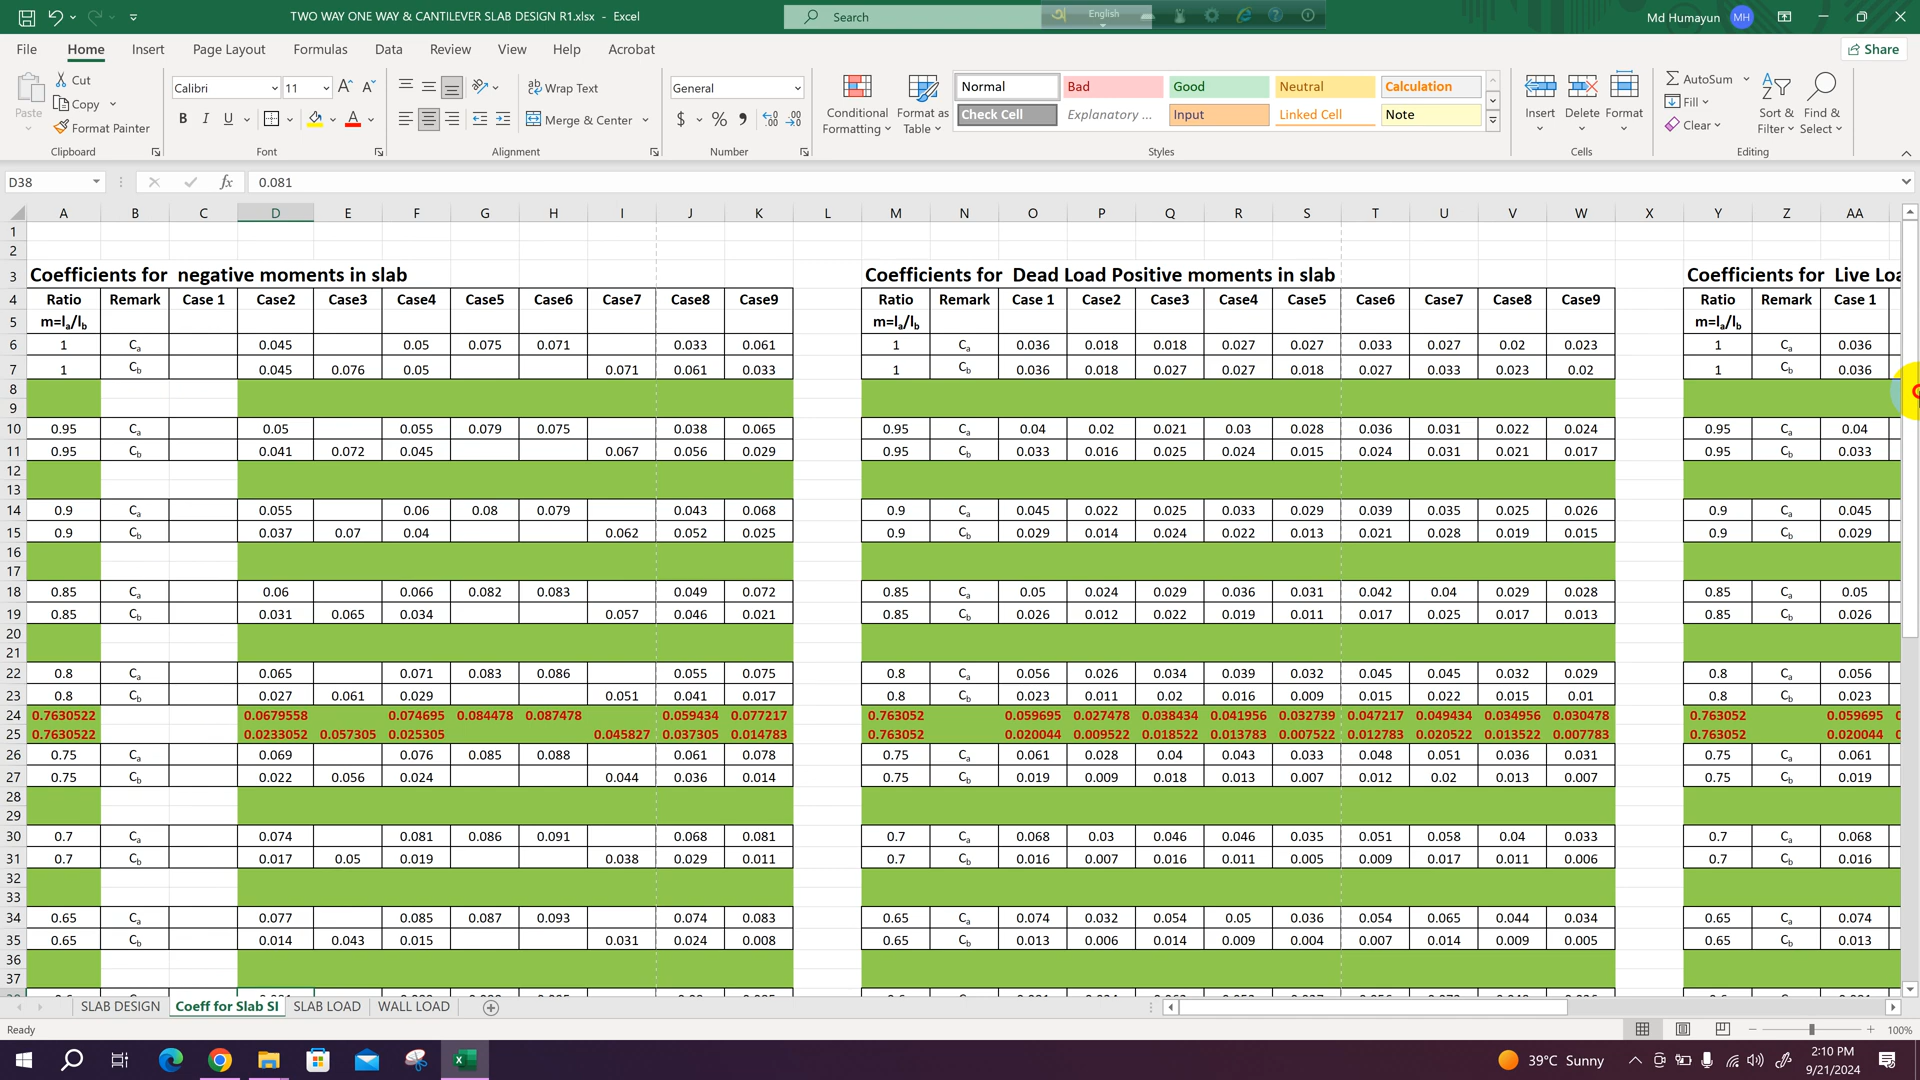 TWO WAY ONE WAY & CANTILEVER SLAB DESIGN R1.xlsx - Excel
Search
English
Md Humayun MH
File Home Insert Page Layout Formulas Data Review View Help Acrobat Share
Paste Cut Copy Format Painter Clipboard
Calibri 11 B I U Font
Wrap Text Merge & Center Alignment
General $ % Number
Conditional Formatting Format as Table
Normal Bad Good Neutral Calculation
Check Cell Explanatory ... Input Linked Cell Note
Styles
Insert Delete Format Cells
AutoSum Fill Clear Sort & Filter Find & Select Editing
D38 fx 0.081
A B C D E F G H I J K L M N O P Q R S T U V W X Y Z AA
1
2
3 Coefficients for negative moments in slab Coefficients for Dead Load Positive moments in slab Coefficients for Live Loa
4 Ratio Remark Case 1 Case2 Case3 Case4 Case5 Case6 Case7 Case8 Case9 Ratio Remark Case 1 Case2 Case3 Case4 Case5 Case6 Case7 Case8 Case9 Ratio Remark Case 1
5 m=la/lb m=la/lb m=la/lb
6 1 Ca 0.045 0.05 0.075 0.071 0.033 0.061 1 Ca 0.036 0.018 0.018 0.027 0.027 0.033 0.027 0.02 0.023 1 Ca 0.036
7 1 Cb 0.045 0.076 0.05 0.071 0.061 0.033 1 Cb 0.036 0.018 0.027 0.027 0.018 0.027 0.033 0.023 0.02 1 Cb 0.036
8
9
10 0.95 Ca 0.05 0.055 0.079 0.075 0.038 0.065 0.95 Ca 0.04 0.02 0.021 0.03 0.028 0.036 0.031 0.022 0.024 0.95 Ca 0.04
11 0.95 Cb 0.041 0.072 0.045 0.067 0.056 0.029 0.95 Cb 0.033 0.016 0.025 0.024 0.015 0.024 0.031 0.021 0.017 0.95 Cb 0.033
12
13
14 0.9 Ca 0.055 0.06 0.08 0.079 0.043 0.068 0.9 Ca 0.045 0.022 0.025 0.033 0.029 0.039 0.035 0.025 0.026 0.9 Ca 0.045
15 0.9 Cb 0.037 0.07 0.04 0.062 0.052 0.025 0.9 Cb 0.029 0.014 0.024 0.022 0.013 0.021 0.028 0.019 0.015 0.9 Cb 0.029
16
17
18 0.85 Ca 0.06 0.066 0.082 0.083 0.049 0.072 0.85 Ca 0.05 0.024 0.029 0.036 0.031 0.042 0.04 0.029 0.028 0.85 Ca 0.05
19 0.85 Cb 0.031 0.065 0.034 0.057 0.046 0.021 0.85 Cb 0.026 0.012 0.022 0.019 0.011 0.017 0.025 0.017 0.013 0.85 Cb 0.026
20
21
22 0.8 Ca 0.065 0.071 0.083 0.086 0.055 0.075 0.8 Ca 0.056 0.026 0.034 0.039 0.032 0.045 0.045 0.032 0.029 0.8 Ca 0.056
23 0.8 Cb 0.027 0.061 0.029 0.051 0.041 0.017 0.8 Cb 0.023 0.011 0.02 0.016 0.009 0.015 0.022 0.015 0.01 0.8 Cb 0.023
24 0.7630522 0.0679558 0.074695 0.084478 0.087478 0.059434 0.077217 0.763052 0.059695 0.027478 0.038434 0.041956 0.032739 0.047217 0.049434 0.034956 0.030478 0.763052 0.059695
25 0.7630522 0.0233052 0.057305 0.025305 0.045827 0.037305 0.014783 0.763052 0.020044 0.009522 0.018522 0.013783 0.007522 0.012783 0.020522 0.013522 0.007783 0.763052 0.020044
26 0.75 Ca 0.069 0.076 0.085 0.088 0.061 0.078 0.75 Ca 0.061 0.028 0.04 0.043 0.033 0.048 0.051 0.036 0.031 0.75 Ca 0.061
27 0.75 Cb 0.022 0.056 0.024 0.044 0.036 0.014 0.75 Cb 0.019 0.009 0.018 0.013 0.007 0.012 0.02 0.013 0.007 0.75 Cb 0.019
28
29
30 0.7 Ca 0.074 0.081 0.086 0.091 0.068 0.081 0.7 Ca 0.068 0.03 0.046 0.046 0.035 0.051 0.058 0.04 0.033 0.7 Ca 0.068
31 0.7 Cb 0.017 0.05 0.019 0.038 0.029 0.011 0.7 Cb 0.016 0.007 0.016 0.011 0.005 0.009 0.017 0.011 0.006 0.7 Cb 0.016
32
33
34 0.65 Ca 0.077 0.085 0.087 0.093 0.074 0.083 0.65 Ca 0.074 0.032 0.054 0.05 0.036 0.054 0.065 0.044 0.034 0.65 Ca 0.074
35 0.65 Cb 0.014 0.043 0.015 0.031 0.024 0.008 0.65 Cb 0.013 0.006 0.014 0.009 0.004 0.007 0.014 0.009 0.005 0.65 Cb 0.013
36
37
SLAB DESIGN Coeff for Slab SI SLAB LOAD WALL LOAD
Ready 100%
39°C Sunny 2:10 PM
9/21/2024